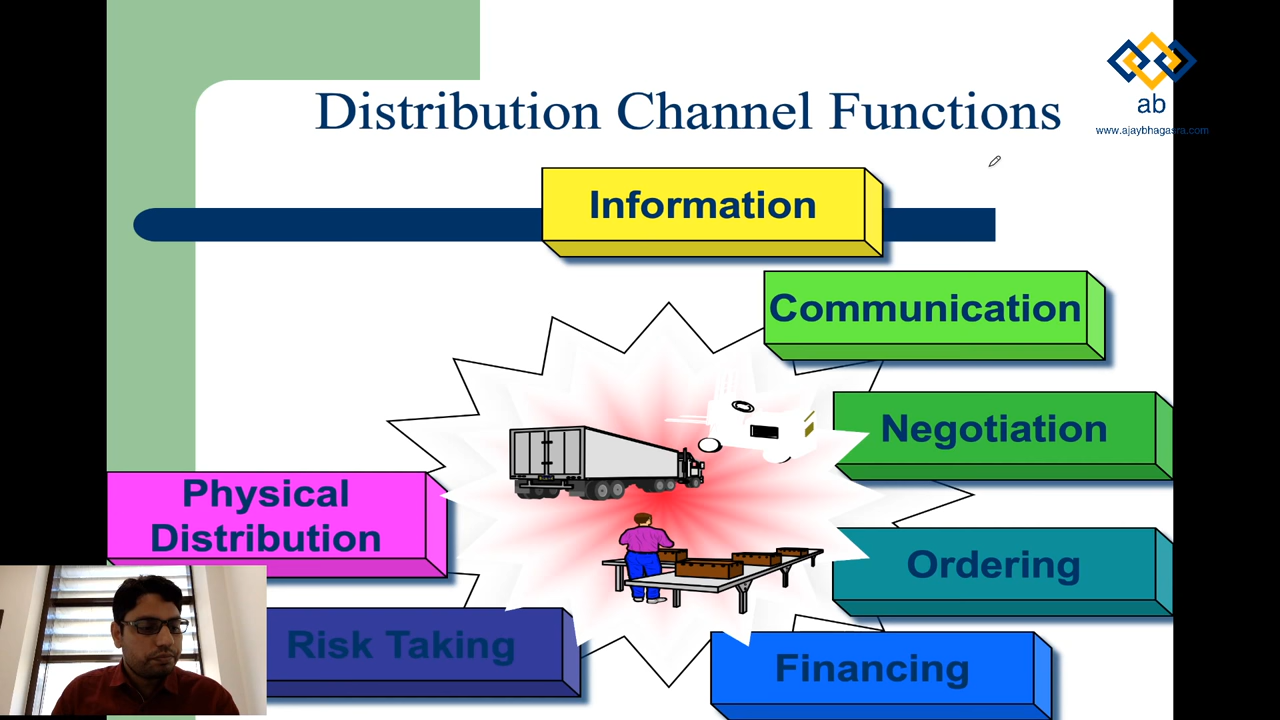 Distribution Channel Functions
ab
www.ajaybhagasra.com
Information
Communication
Negotiation
Physical
Distribution
Ordering
Risk Taking
Financing